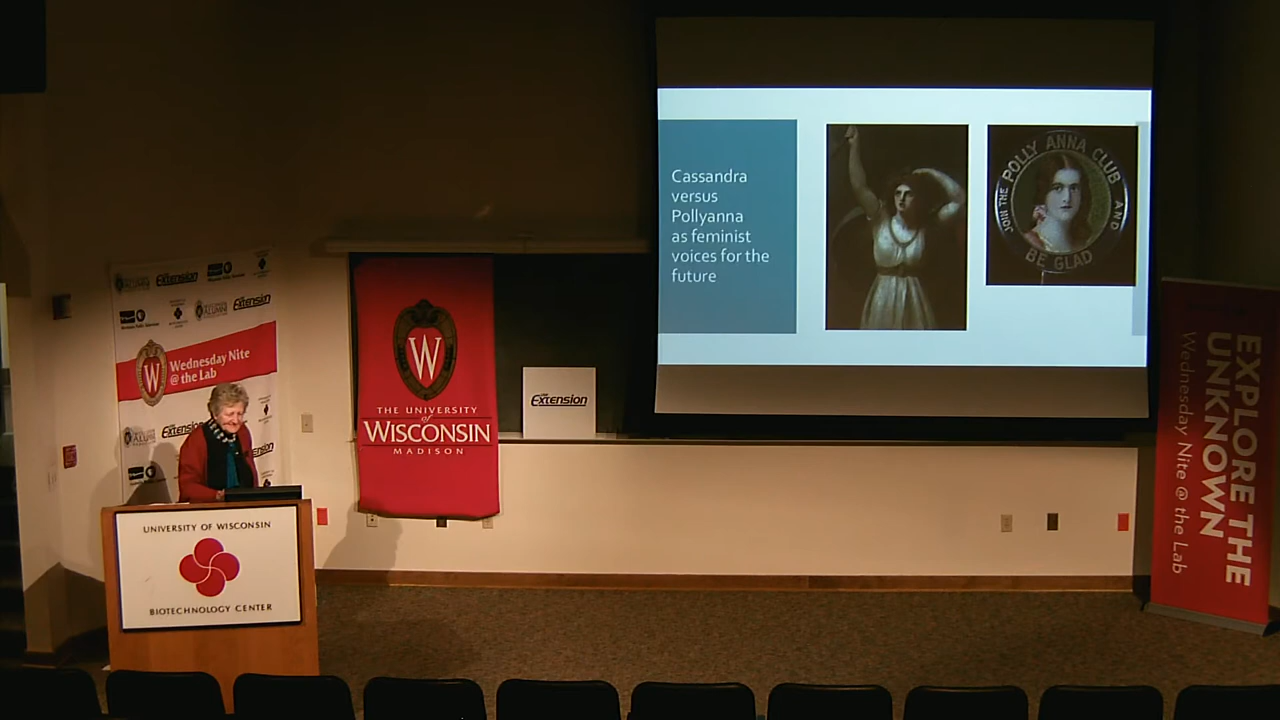 Cassandra
versus
Pollyanna
as feminist
voices for the
future
JOIN THE POLLY ANNA CLUB AND
BE GLAD
Extension
Extension
W
Wednesday Nite
@ the Lab
W
THE UNIVERSITY
of
WISCONSIN
MADISON
Extension
UNIVERSITY OF WISCONSIN
BIOTECHNOLOGY CENTER
EXPLORE THE
UNKNOWN
Wednesday Nite @ the Lab